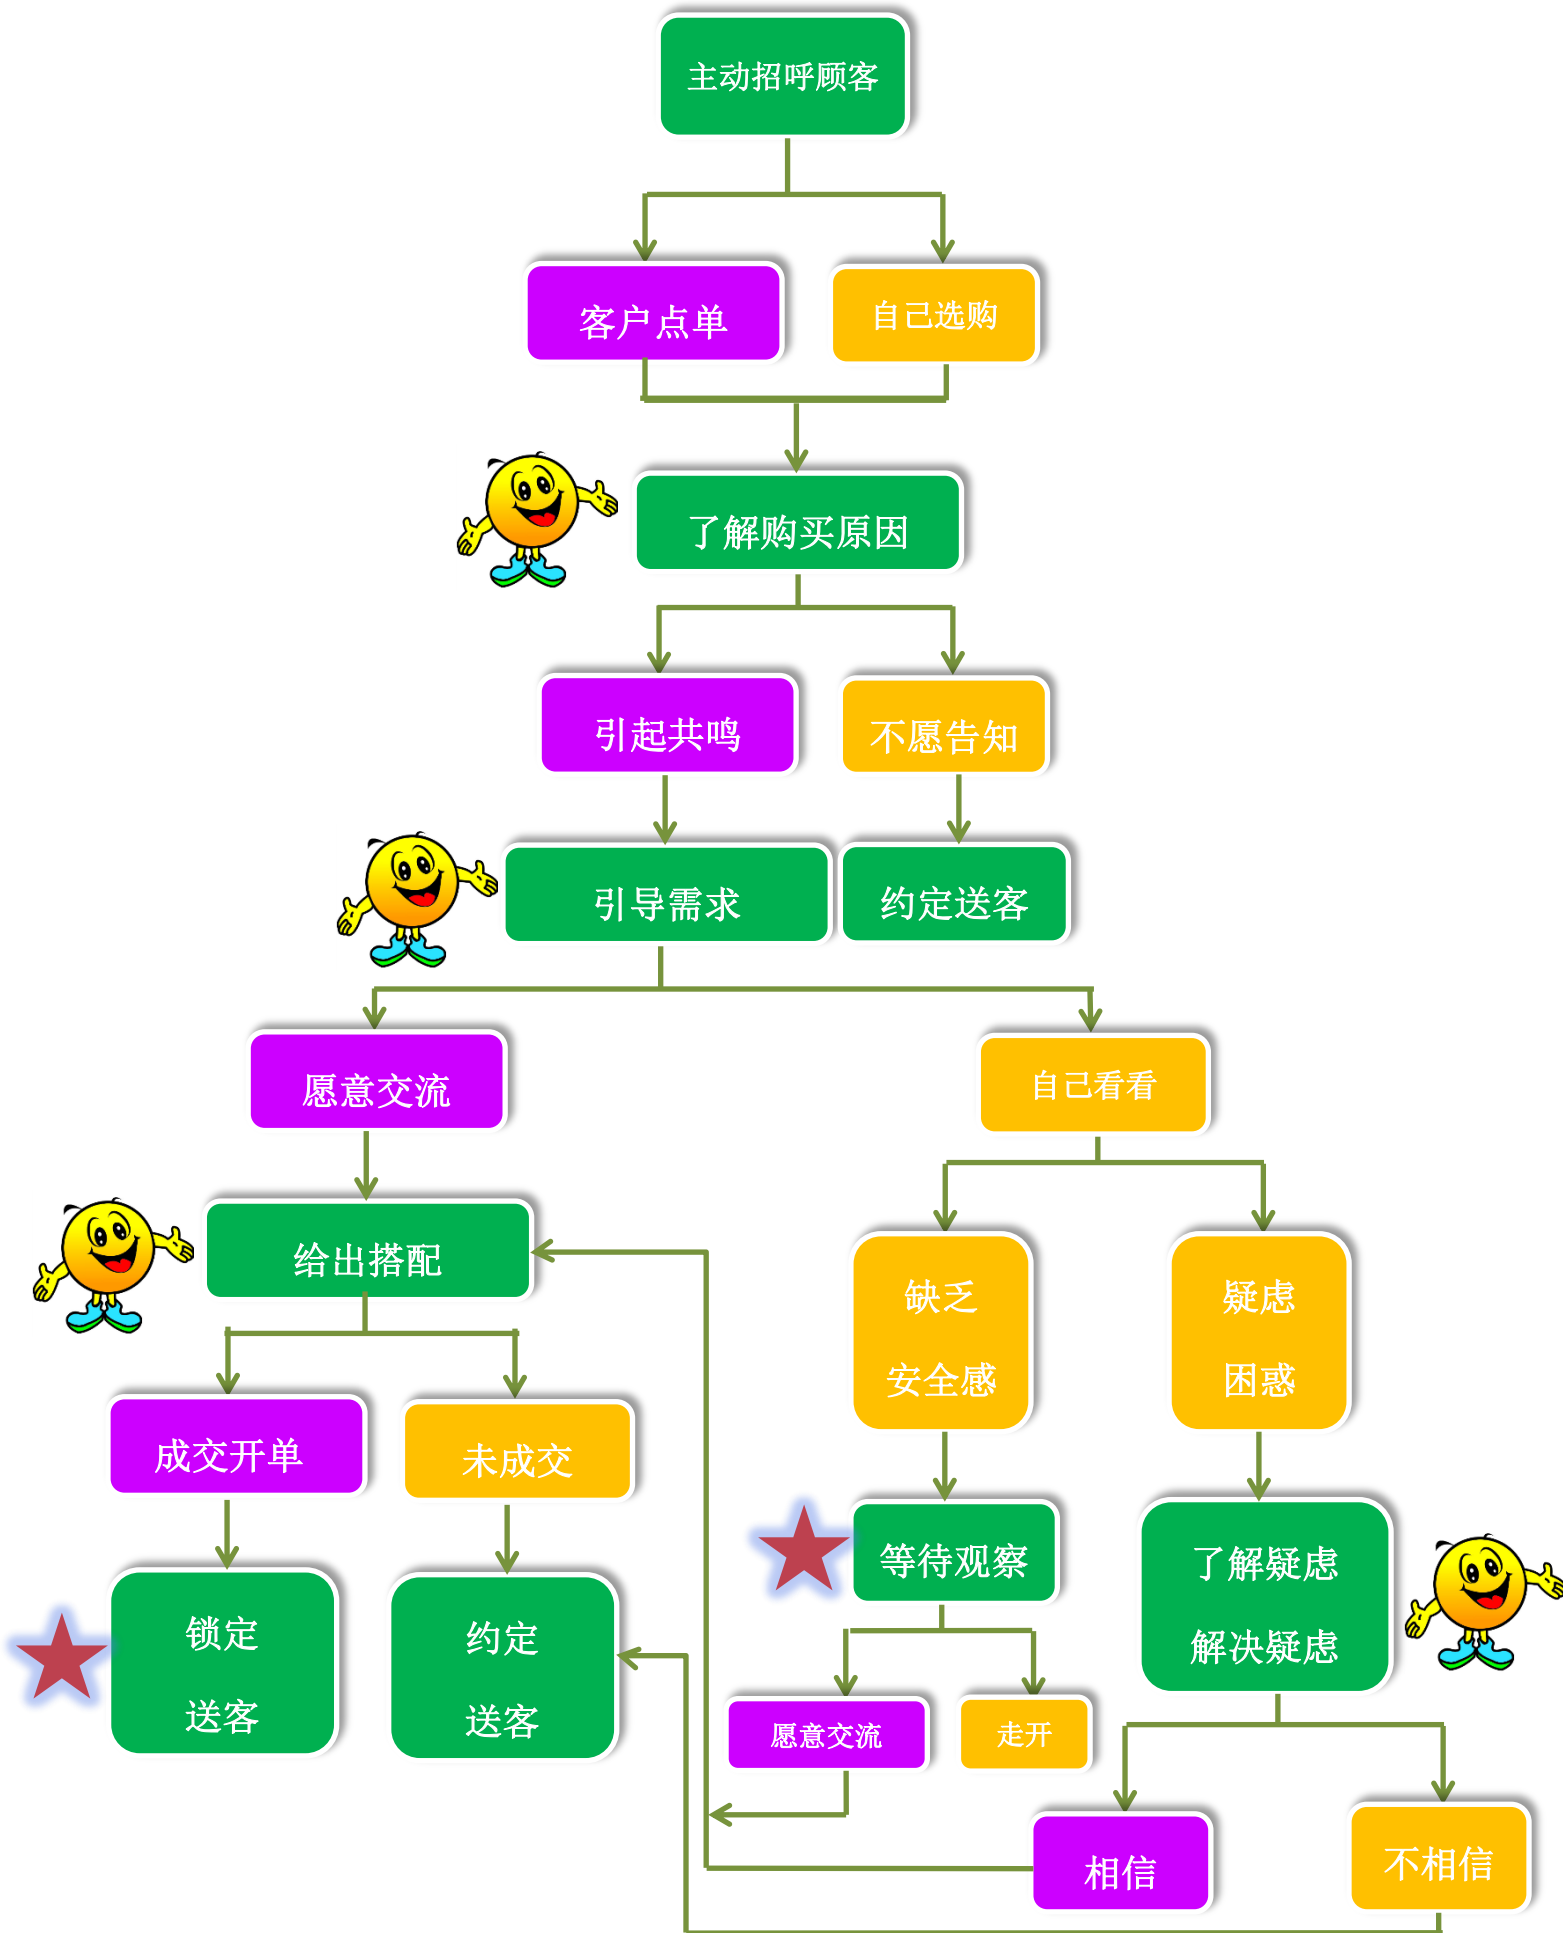 主动招呼顾客
客户点单
自己选购
了解购买原因
引起共鸣
不愿告知
引导需求
约定送客
愿意交流
自己看看
给出搭配
缺乏
安全感
疑虑
困惑
成交开单
未成交
等待观察
了解疑虑
解决疑虑
锁定
送客
约定
送客
愿意交流
走开
相信
不相信